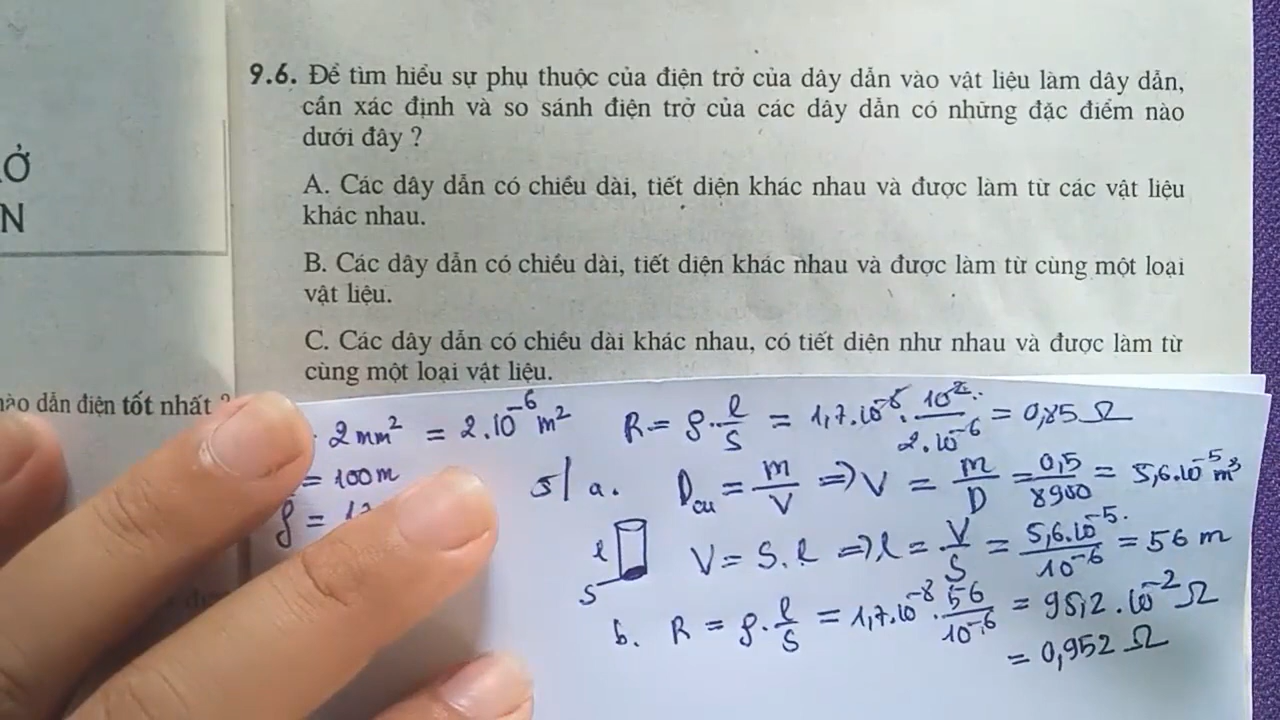 Ở
N
nào dẫn điện tốt nhất ?
9.6. Để tìm hiểu sự phụ thuộc của điện trở của dây dẫn vào vật liệu làm dây dẫn,
cần xác định và so sánh điện trở của các dây dẫn có những đặc điểm nào
dưới đây ?
A. Các dây dẫn có chiều dài, tiết diện khác nhau và được làm từ các vật liệu
khác nhau.
B. Các dây dẫn có chiều dài, tiết diện khác nhau và được làm từ cùng một loại
vật liệu.
C. Các dây dẫn có chiều dài khác nhau, có tiết diện như nhau và được làm từ
cùng một loại vật liệu.
2mm² = 2.10⁻⁶ m²
= 100m
ρ =
R = ρ.l/S = 1,7.10⁻⁸.10²/2.10⁻⁶ = 0,85 Ω
5/ a. Dcu = m/V => V = m/D = 0,5/8900 = 5,6.10⁻⁵ m³
l
S
V = S.l => l = V/S = 5,6.10⁻⁵/10⁻⁶ = 56 m
b. R = ρ.l/S = 1,7.10⁻⁸.56/10⁻⁶ = 95,2.10⁻² Ω
= 0,952 Ω